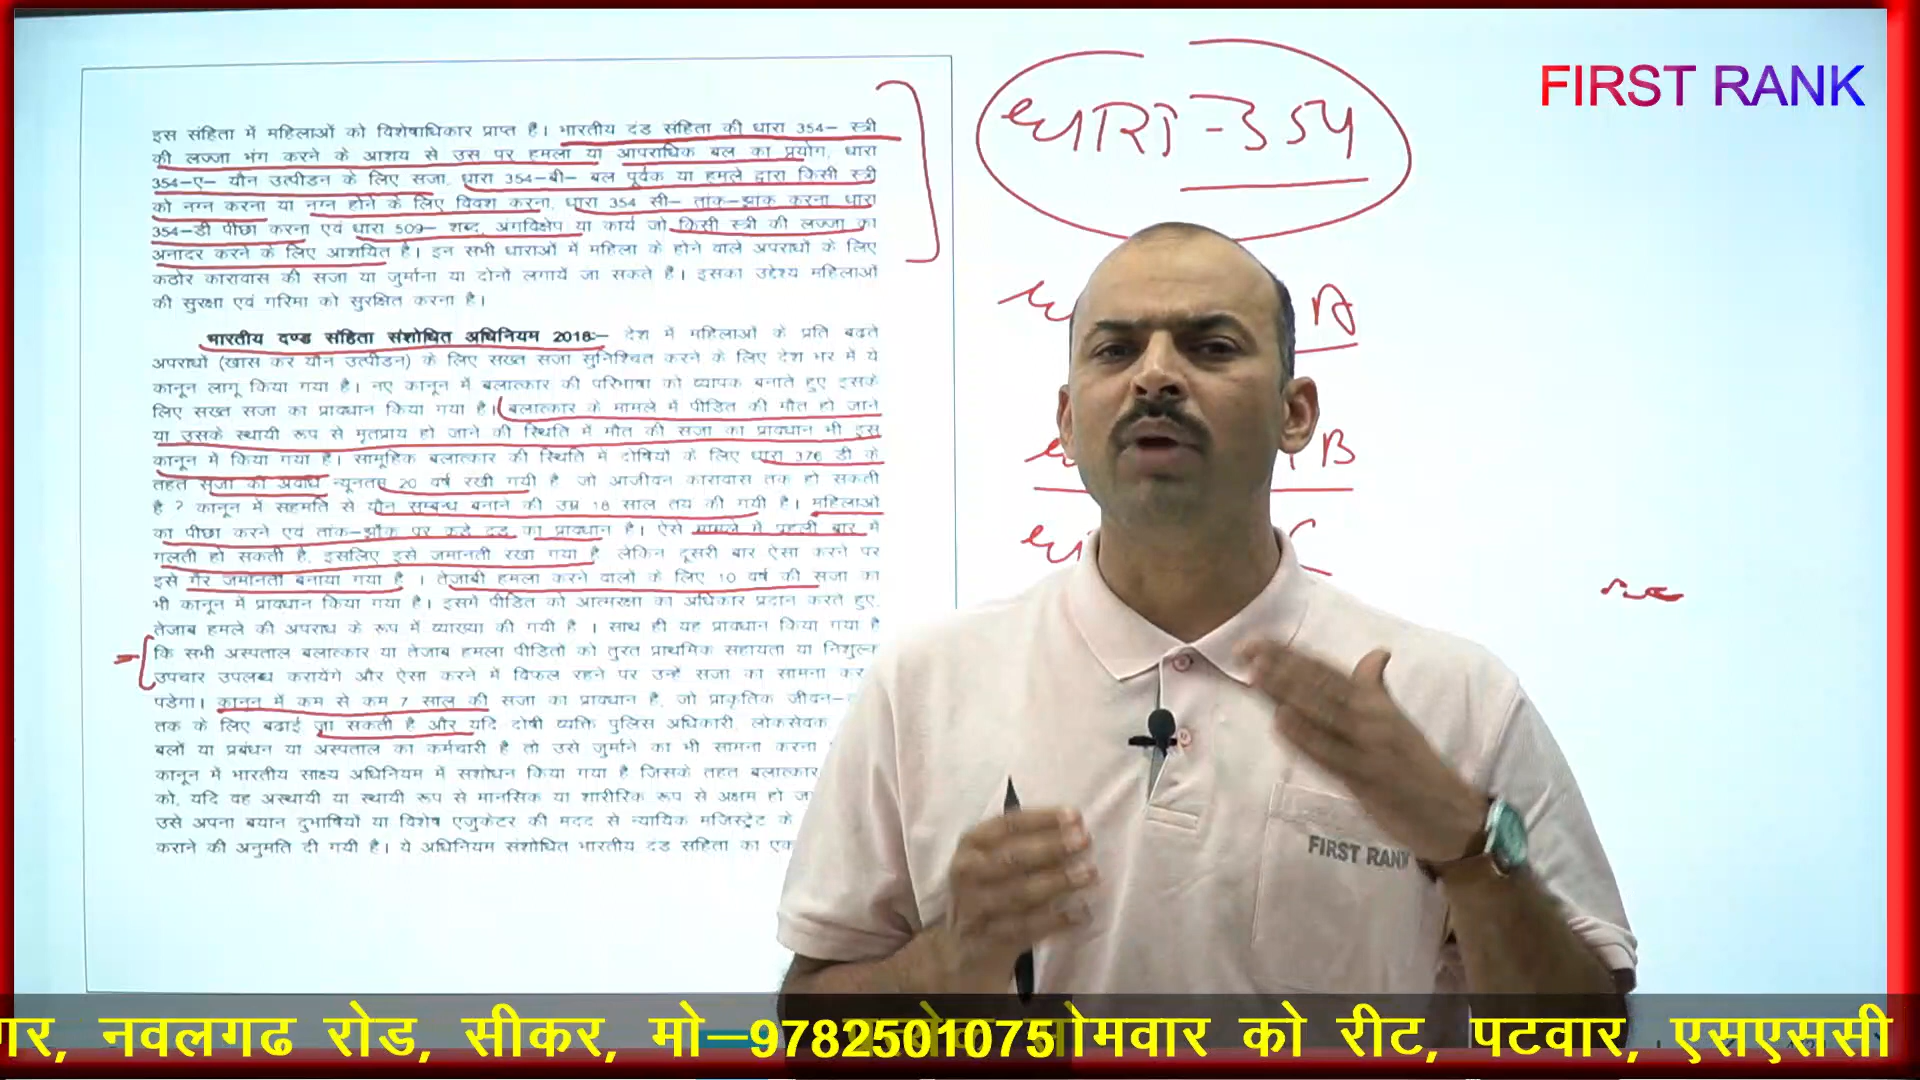 FIRST RANK
इस संहिता में महिलाओं को विशेषाधिकार प्राप्त है। भारतीय दंड संहिता की धारा 354– स्त्री
की लज्जा भंग करने के आशय से उस पर हमला या आपराधिक बल का प्रयोग, धारा
354-ए– यौन उत्पीडन के लिए सजा, धारा 354-बी– बल पूर्वक या हमले द्वारा किसी स्त्री
को नग्न करना या नग्न होने के लिए विवश करना, धारा 354 सी– तांक-झाक करना धारा
354-डी पीछा करना एवं धारा 509– शब्द, अंगविक्षेप या कार्य जो किसी स्त्री की लज्जा का
अनादर करने के लिए आशयित है। इन सभी धाराओं में महिला के होने वाले अपराधों के लिए
कठोर कारावास की सजा या जुर्माना या दोनों लगायें जा सकते है। इसका उद्देश्य महिलाओं
की सुरक्षा एवं गरिमा को सुरक्षित करना है।
भारतीय दण्ड संहिता संशोधित अधिनियम 2018:– देश में महिलाओं के प्रति बढते
अपराधों (खास कर यौन उत्पीडन) के लिए सख्त सजा सुनिश्चित करने के लिए देश भर में ये
कानून लागू किया गया है। नए कानून में बलात्कार की परिभाषा को व्यापक बनाते हुए इसके
लिए सख्त सजा का प्रावधान किया गया है। बलात्कार के मामले में पीडित की मौत हो जाने
या उसके स्थायी रूप से मृतप्राय हो जाने की स्थिति में मौत की सजा का प्रावधान भी इस
कानून में किया गया है। सामूहिक बलात्कार की स्थिति में दोषियों के लिए धारा 376 डी के
तहत सजा की अवधि न्यूनतम 20 वर्ष रखी गयी है, जो आजीवन कारावास तक हो सकती
है ? कानून में सहमति से यौन सम्बन्ध बनाने की उम्र 18 साल तय की गयी है। महिलाओं
का पीछा करने एवं तांक-झाँक पर कडे दंड का प्रावधान है। ऐसे मामले में पहली बार में
गलती हो सकती है, इसलिए इसे जमानती रखा गया है, लेकिन दूसरी बार ऐसा करने पर
इसे गैर जमानती बनाया गया है । तेजाबी हमला करने वालों के लिए 10 वर्ष की सजा का
भी कानून में प्रावधान किया गया है। इसमें पीडित को आत्मरक्षा का अधिकार प्रदान करते हुए,
तेजाब हमले की अपराध के रूप में व्याख्या की गयी है । साथ ही यह प्रावधान किया गया है
कि सभी अस्पताल बलात्कार या तेजाब हमला पीडितों को तुरत प्राथमिक सहायता या निशुल्क
उपचार उपलब्ध करायेंगे और ऐसा करने में विफल रहने पर उन्हें सजा का सामना कर
पडेगा। कानून में कम से कम 7 साल की सजा का प्रावधान है, जो प्राकृतिक जीवन–
तक के लिए बढाई जा सकती है और यदि दोषी व्यक्ति पुलिस अधिकारी, लोकसेवक
बलों या प्रबंधन या अस्पताल का कर्मचारी है तो उसे जुर्माने का भी सामना करना
कानून में भारतीय साक्ष्य अधिनियम में संशोधन किया गया है जिसके तहत बलात्कार
को, यदि वह अस्थायी या स्थायी रूप से मानसिक या शारीरिक रूप से अक्षम हो ज
उसे अपना बयान दुभाषियों या विशेष एजुकेटर की मदद से न्यायिक मजिस्ट्रेट के
कराने की अनुमति दी गयी है। ये अधिनियम संशोधित भारतीय दंड संहिता का एक
धारा -354
A
B
C
FIRST RANK
गर, नवलगढ रोड, सीकर, मो–9782501075 सोमवार को रीट, पटवार, एसएससी